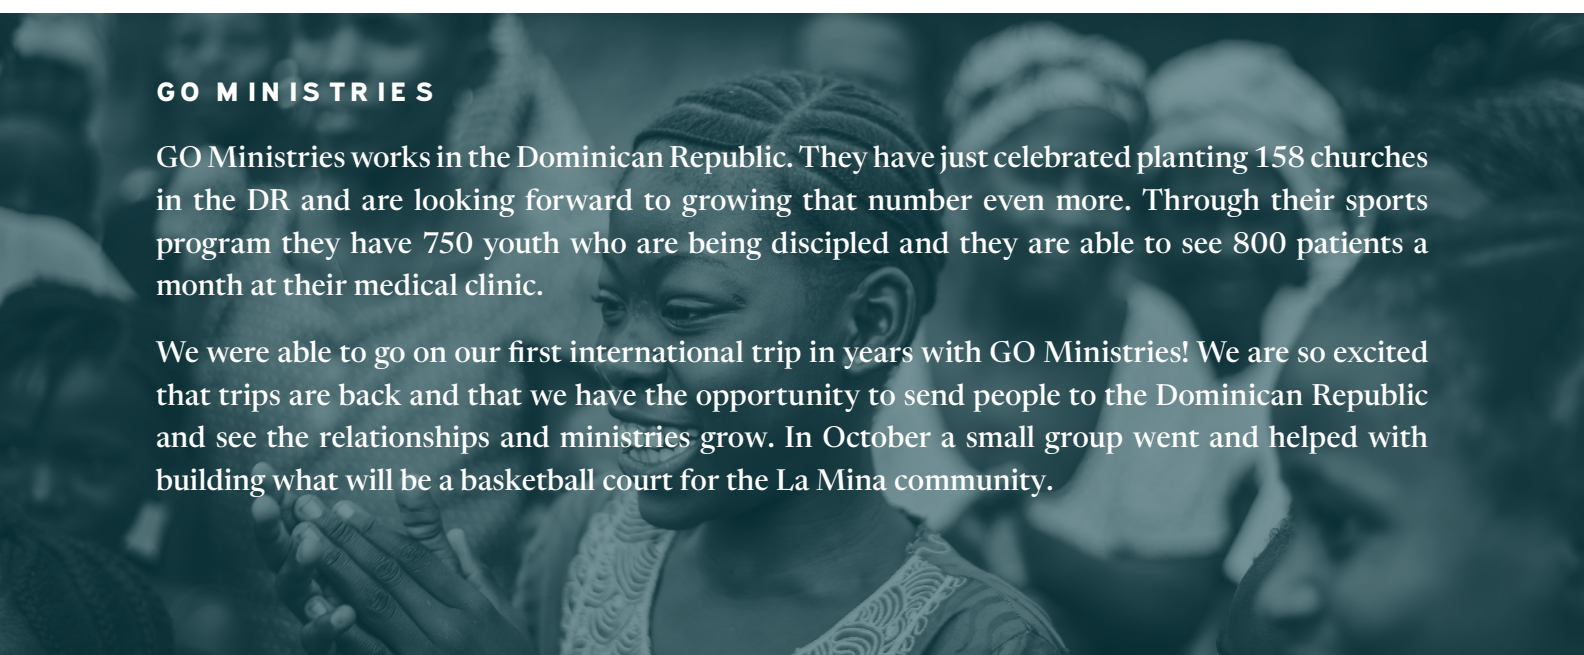 GO MINISTRIES
GO Ministries works in the Dominican Republic. They have just celebrated planting 158 churches
in the DR and are looking forward to growing that number even more. Through their sports
program they have 750 youth who are being discipled and they are able to see 800 patients a
month at their medical clinic.
We were able to go on our first international trip in years with GO Ministries! We are so excited
that trips are back and that we have the opportunity to send people to the Dominican Republic
and see the relationships and ministries grow. In October a small group went and helped with
building what will be a basketball court for the La Mina community.